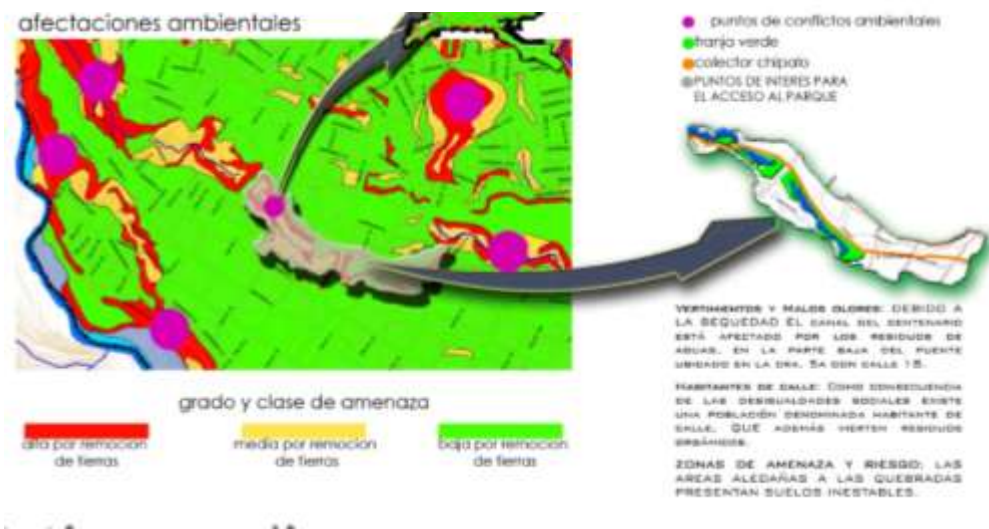 afectaciones ambientales
puntos de conflictos ambientales
franja verde
colector chipalo
PUNTOS DE INTERES PARA
EL ACCESO AL PARQUE
VERTIMIENTOS Y MALOS OLORES: DEBIDO A
LA SEQUEDAD EL CANAL DEL CENTENARIO
ESTÁ AFECTADO POR LOS RESIDUOS DE
AGUAS, EN LA PARTE BAJA DEL PUENTE
UBICADO EN LA CRA. 5A CON CALLE 18.
HABITANTES DE CALLE: COMO CONSECUENCIA
DE LAS DESIGUALDADES SOCIALES EXISTE
UNA POBLACIÓN DENOMINADA HABITANTE DE
CALLE, QUE ADEMÁS VIERTEN RESIDUOS
ORGÁNICOS.
ZONAS DE AMENAZA Y RIESGO: LAS
AREAS ALEDAÑAS A LAS QUEBRADAS
PRESENTAN SUELOS INESTABLES.
grado y clase de amenaza
alta por remocion
de tierras
media por remocion
de tierras
baja por remocion
de tierras